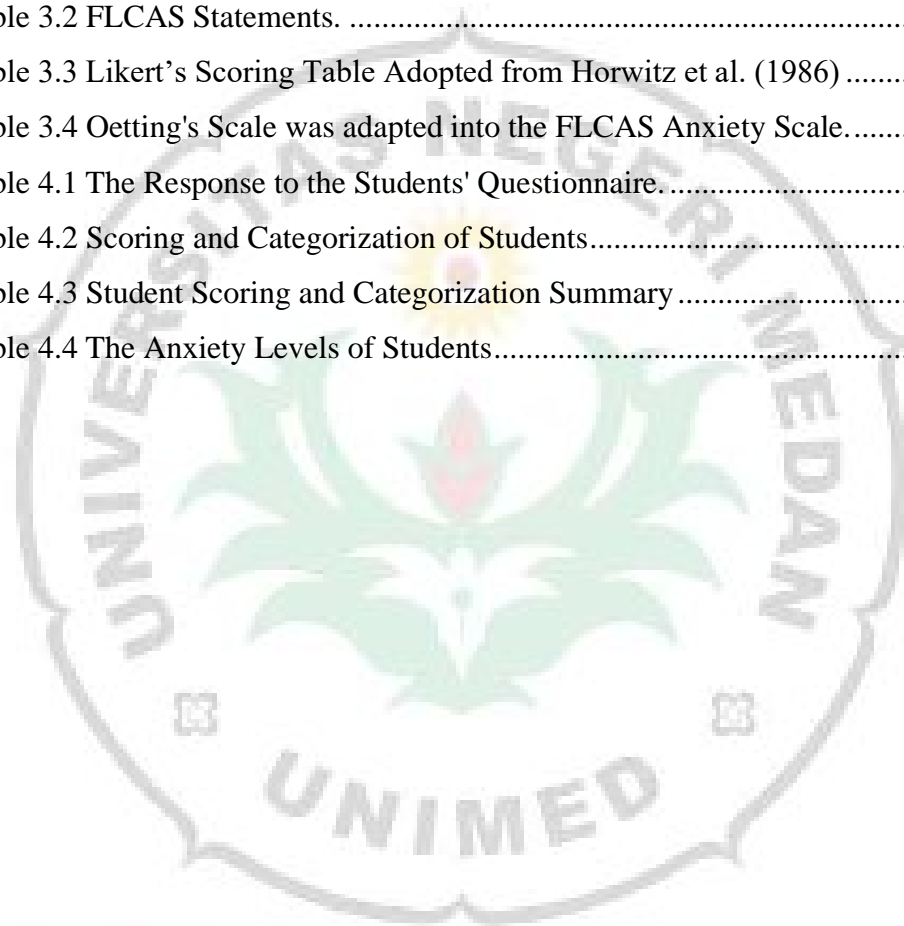 ble 3.2 FLCAS Statements. ....................................................................
ble 3.3 Likert’s Scoring Table Adopted from Horwitz et al. (1986) ........
ble 3.4 Oetting's Scale was adapted into the FLCAS Anxiety Scale.......
ble 4.1 The Response to the Students' Questionnaire..............................
ble 4.2 Scoring and Categorization of Students.......................................
ble 4.3 Student Scoring and Categorization Summary............................
ble 4.4 The Anxiety Levels of Students...................................................
UNIVERSITAS NEGERI MEDAN
UNIMED